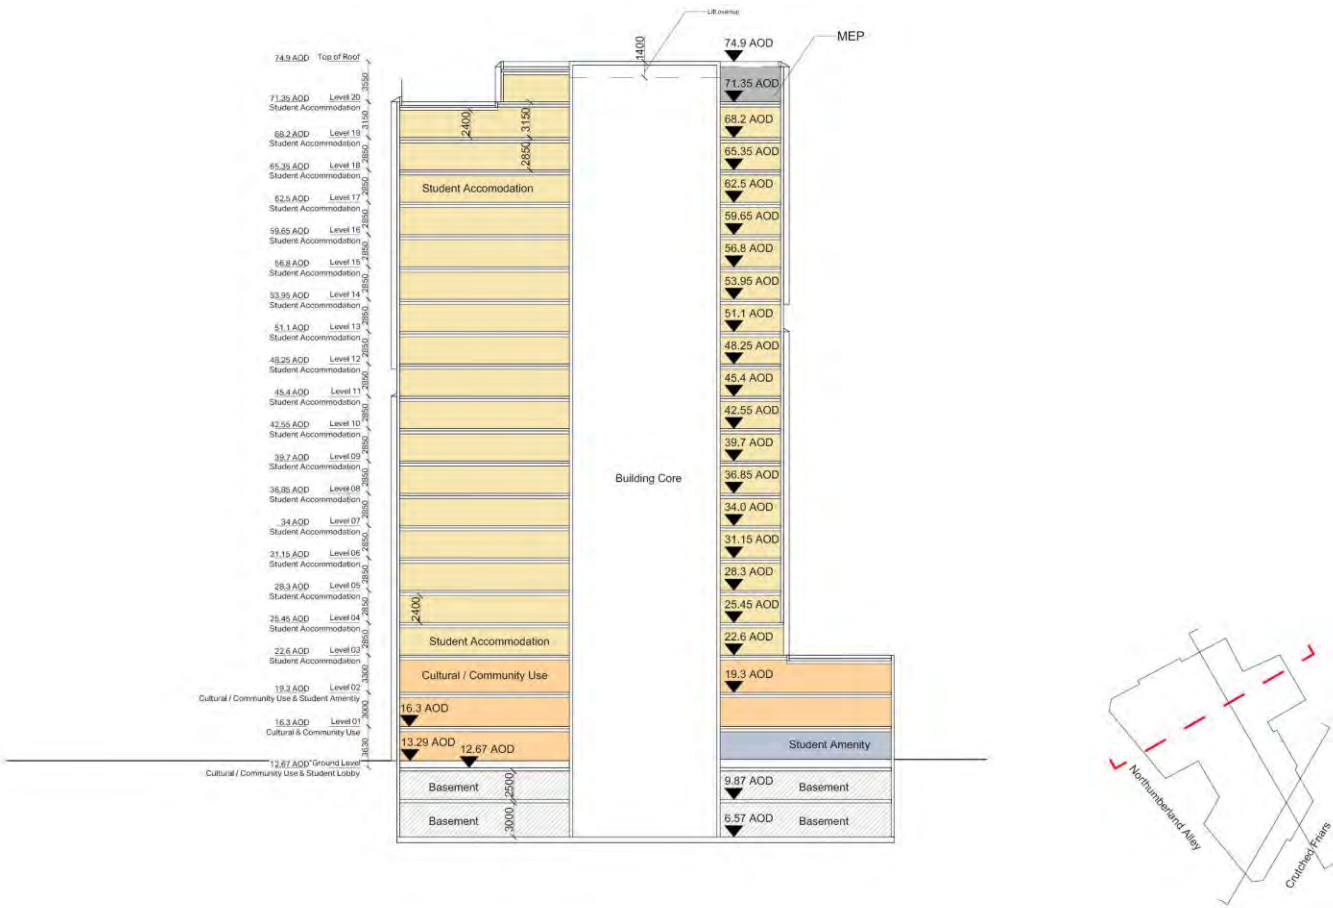 Lift overrun
1400
74.9 AOD
MEP
74.9 AOD Top of Roof
3550
71.35 AOD
71.35 AOD Level 20
Student Accommodation
3150
2400
3150
68.2 AOD
68.2 AOD Level 19
Student Accommodation
2850
2850
65.35 AOD
65.35 AOD Level 18
Student Accommodation
2850
Student Accomodation
62.5 AOD
62.5 AOD Level 17
Student Accommodation
2850
59.65 AOD
59.65 AOD Level 16
Student Accommodation
2850
56.8 AOD
56.8 AOD Level 15
Student Accommodation
2850
53.95 AOD
53.95 AOD Level 14
Student Accommodation
2850
51.1 AOD
51.1 AOD Level 13
Student Accommodation
2850
48.25 AOD
48.25 AOD Level 12
Student Accommodation
2850
45.4 AOD
45.4 AOD Level 11
Student Accommodation
2850
42.55 AOD
42.55 AOD Level 10
Student Accommodation
2850
39.7 AOD
39.7 AOD Level 09
Student Accommodation
2850
Building Core
36.85 AOD
36.85 AOD Level 08
Student Accommodation
2850
34.0 AOD
34 AOD Level 07
Student Accommodation
2850
31.15 AOD
31.15 AOD Level 06
Student Accommodation
2850
28.3 AOD
28.3 AOD Level 05
Student Accommodation
2850
2400
25.45 AOD
25.45 AOD Level 04
Student Accommodation
2850
Student Accommodation
22.6 AOD
22.6 AOD Level 03
Student Accommodation
3300
Cultural / Community Use
19.3 AOD
19.3 AOD Level 02
Cultural / Community Use & Student Amentiy
3000
16.3 AOD
16.3 AOD Level 01
Cultural & Community Use
3630
13.29 AOD
12.67 AOD
Student Amenity
12.67 AOD Ground Level
Cultural / Community Use & Student Lobby
Basement
2500
9.87 AOD
Basement
Basement
3000
6.57 AOD
Basement
Northumberland Alley
Crutched Friars